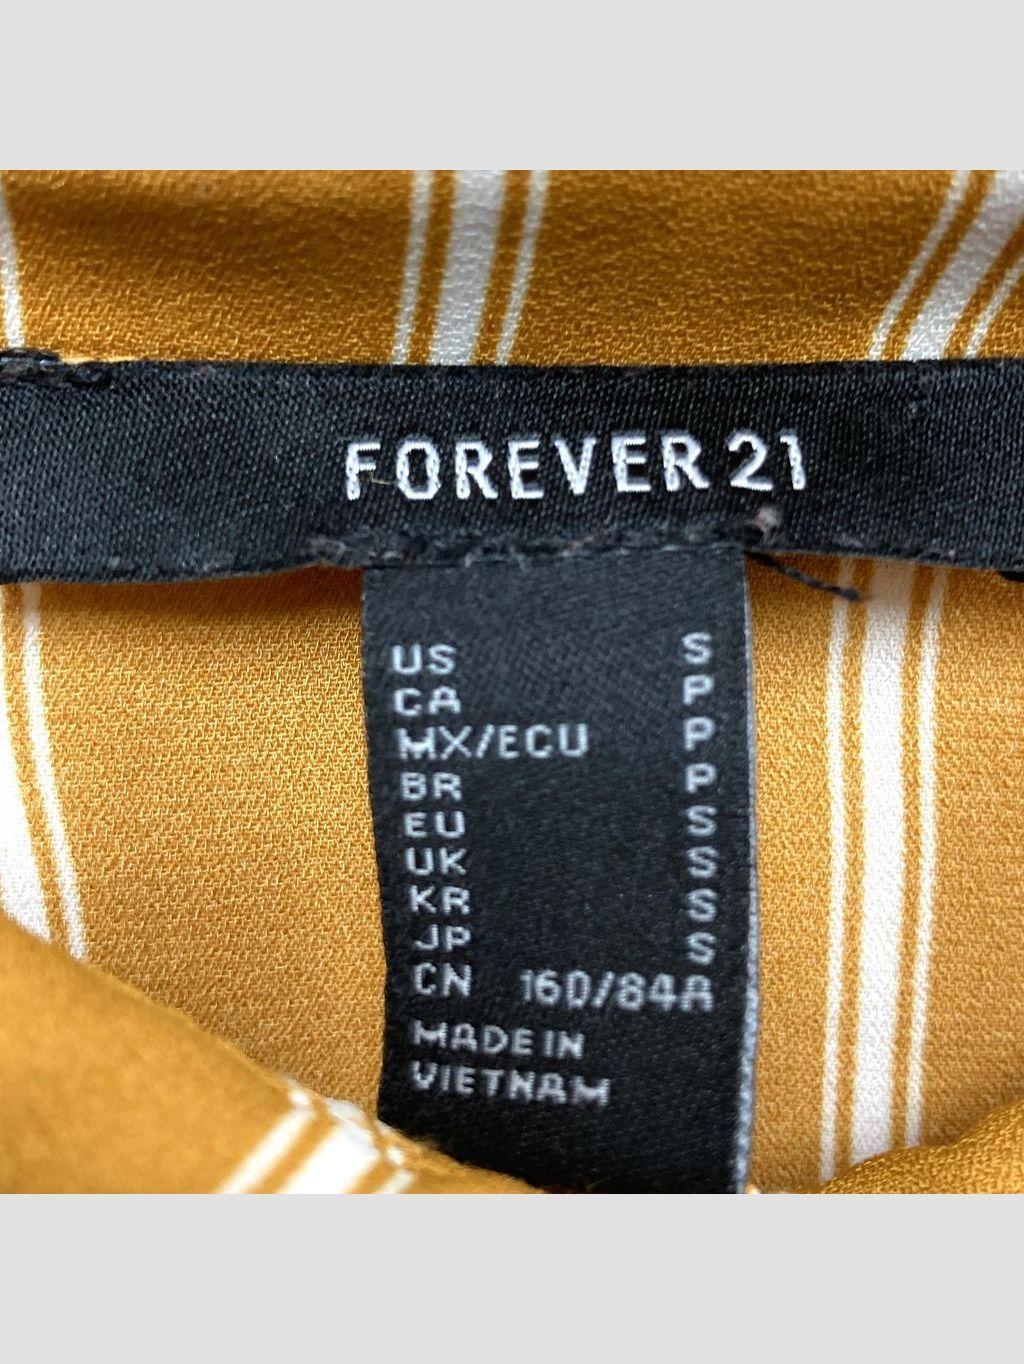 FOREVER 21
US S
CA P
MX/ECU P
BR P
EU S
UK S
KR S
JP S
CN 160/84A
MADE IN
VIETNAM